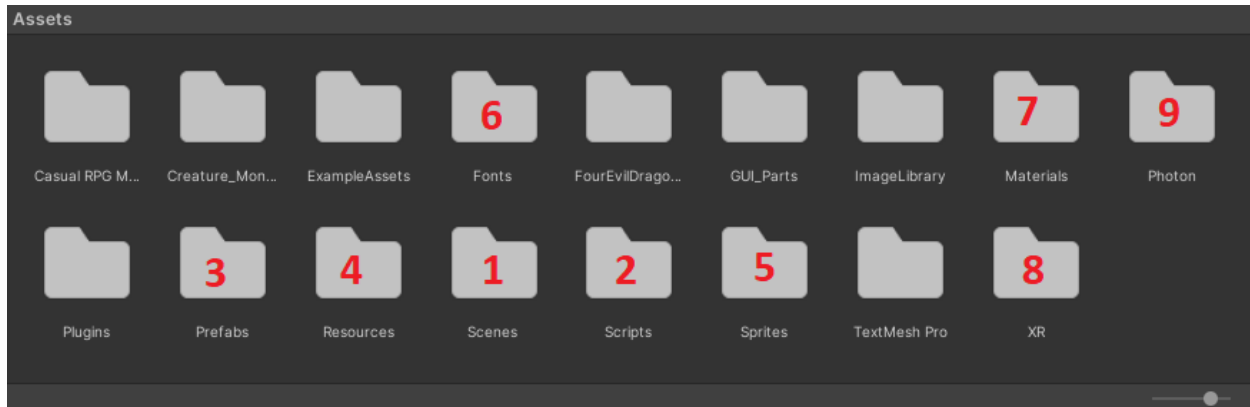 Assets
6 7 9
Casual RPG M... Creature_Mon... ExampleAssets Fonts FourEvilDrago... GUI_Parts ImageLibrary Materials Photon
3 4 1 2 5 8
Plugins Prefabs Resources Scenes Scripts Sprites TextMesh Pro XR